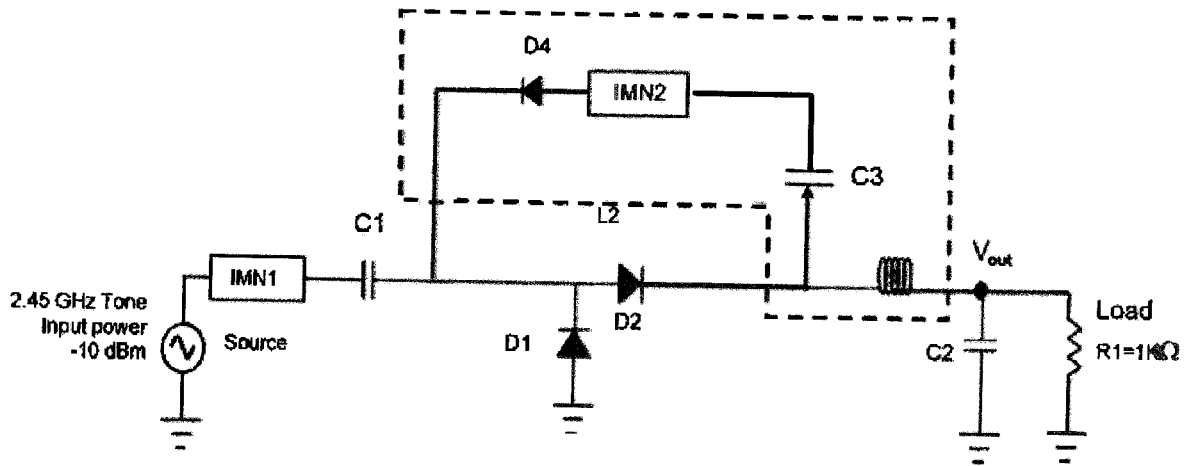 D4
IMN2
C3
L2
C1
IMN1
2.45 GHz Tone
Input power
-10 dBm
Source
D1
D2
Vout
C2
Load
R1=1KΩ